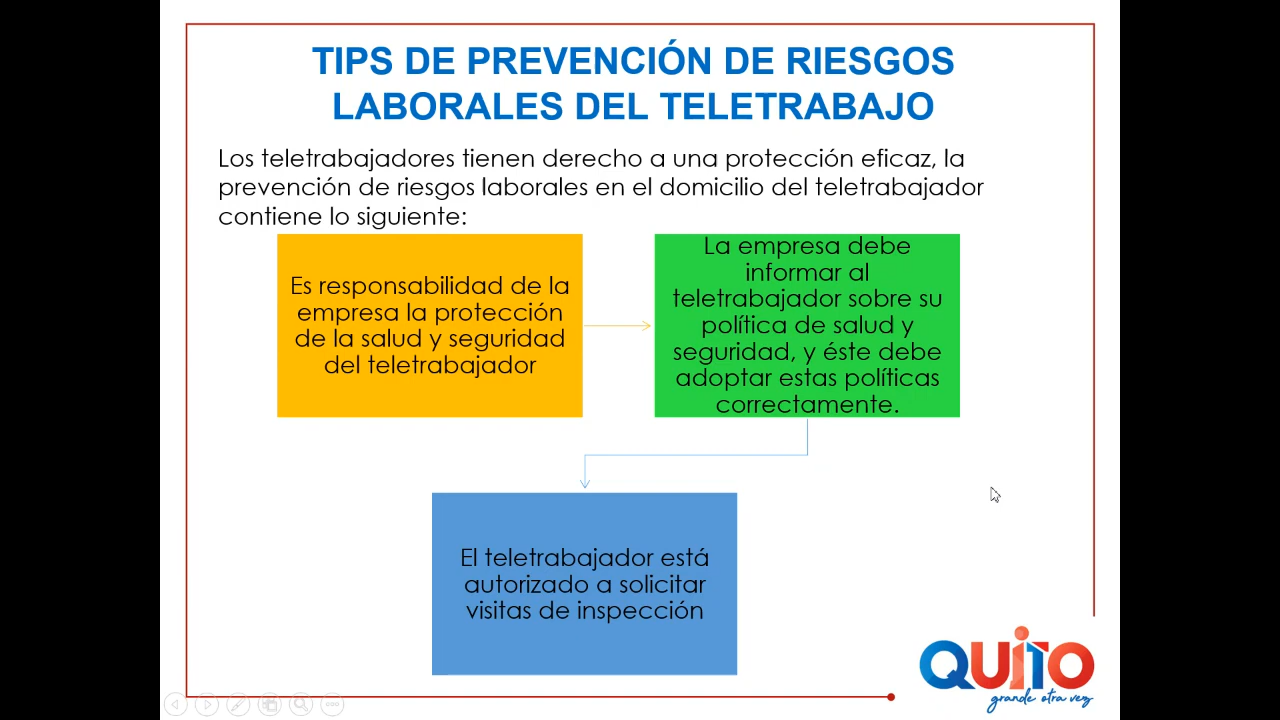 TIPS DE PREVENCIÓN DE RIESGOS
LABORALES DEL TELETRABAJO
Los teletrabajadores tienen derecho a una protección eficaz, la
prevención de riesgos laborales en el domicilio del teletrabajador
contiene lo siguiente:
Es responsabilidad de la
empresa la protección
de la salud y seguridad
del teletrabajador
La empresa debe
informar al
teletrabajador sobre su
política de salud y
seguridad, y éste debe
adoptar estas políticas
correctamente.
El teletrabajador está
autorizado a solicitar
visitas de inspección
QUITO
grande otra vez